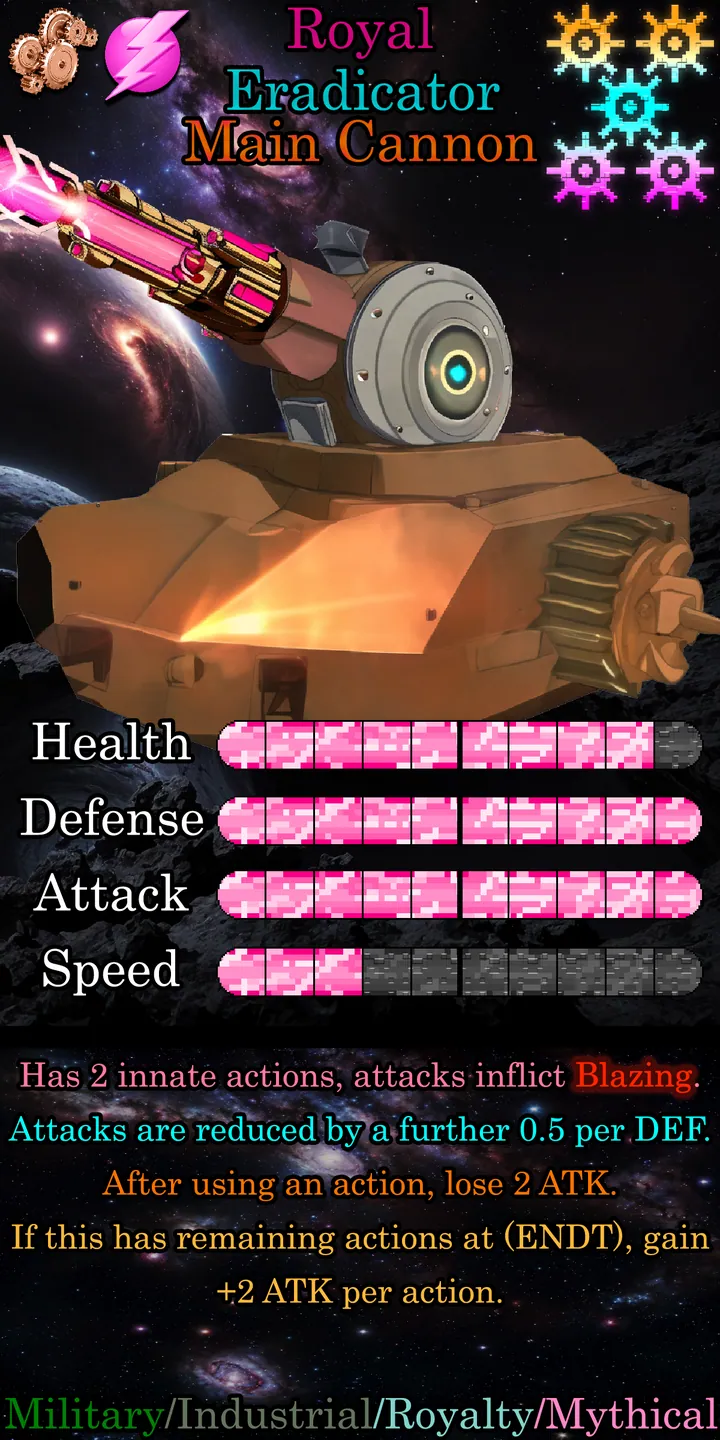 Royal
Eradicator
Main Cannon
Health
Defense
Attack
Speed
Has 2 innate actions, attacks inflict Blazing.
Attacks are reduced by a further 0.5 per DEF.
After using an action, lose 2 ATK.
If this has remaining actions at (ENDT), gain
+2 ATK per action.
Military/Industrial/Royalty/Mythical